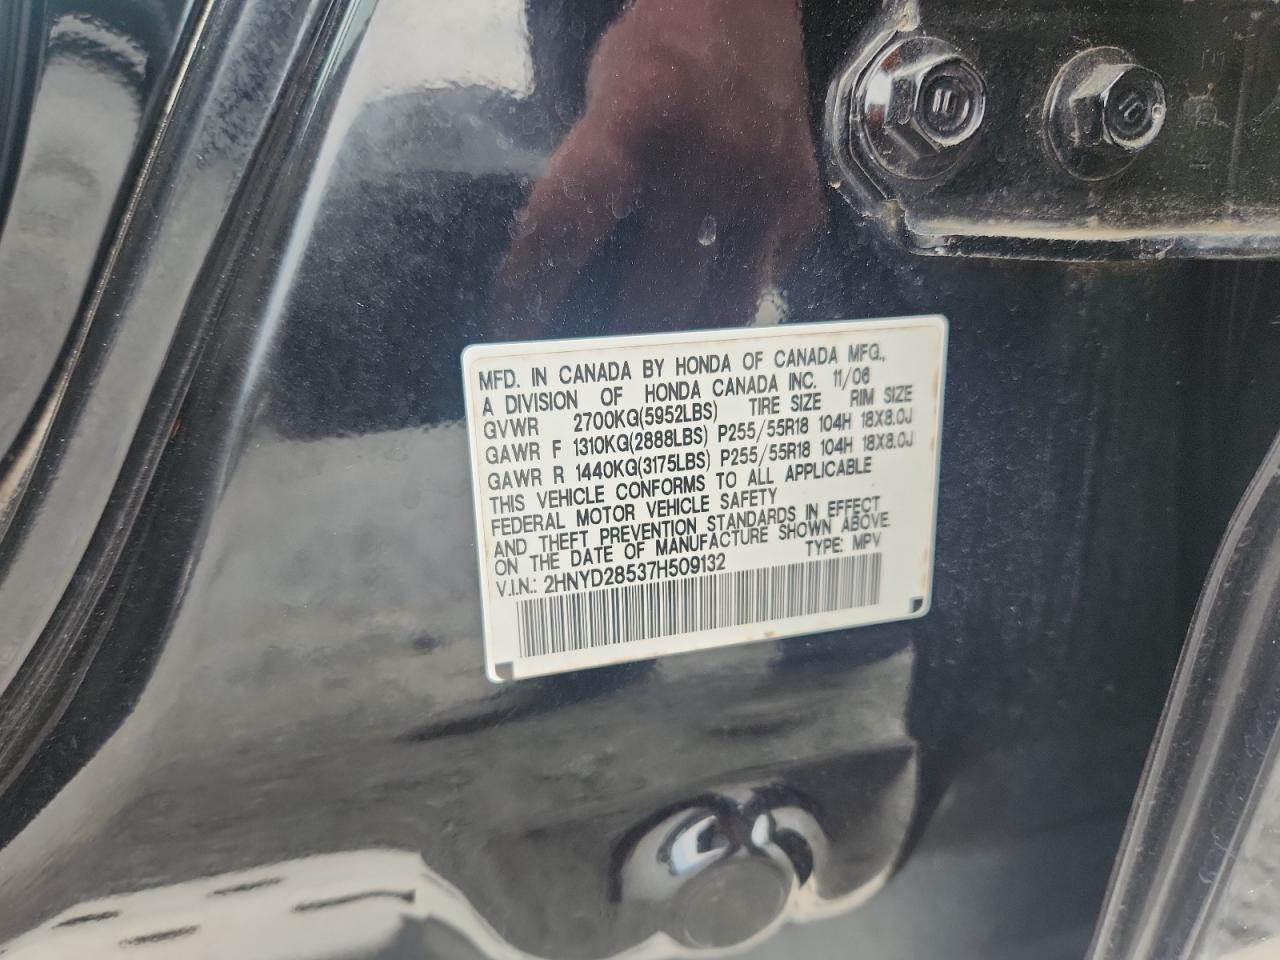 MFD. IN CANADA BY HONDA OF CANADA MFG.,
A DIVISION OF HONDA CANADA INC. 11/06
GVWR 2700KG(5952LBS) TIRE SIZE RIM SIZE
GAWR F 1310KG(2888LBS) P255/55R18 104H 18X8.0J
GAWR R 1440KG(3175LBS) P255/55R18 104H 18X8.0J
THIS VEHICLE CONFORMS TO ALL APPLICABLE
FEDERAL MOTOR VEHICLE SAFETY
AND THEFT PREVENTION STANDARDS IN EFFECT
ON THE DATE OF MANUFACTURE SHOWN ABOVE.
V.I.N.: 2HNYD28537H509132 TYPE: MPV